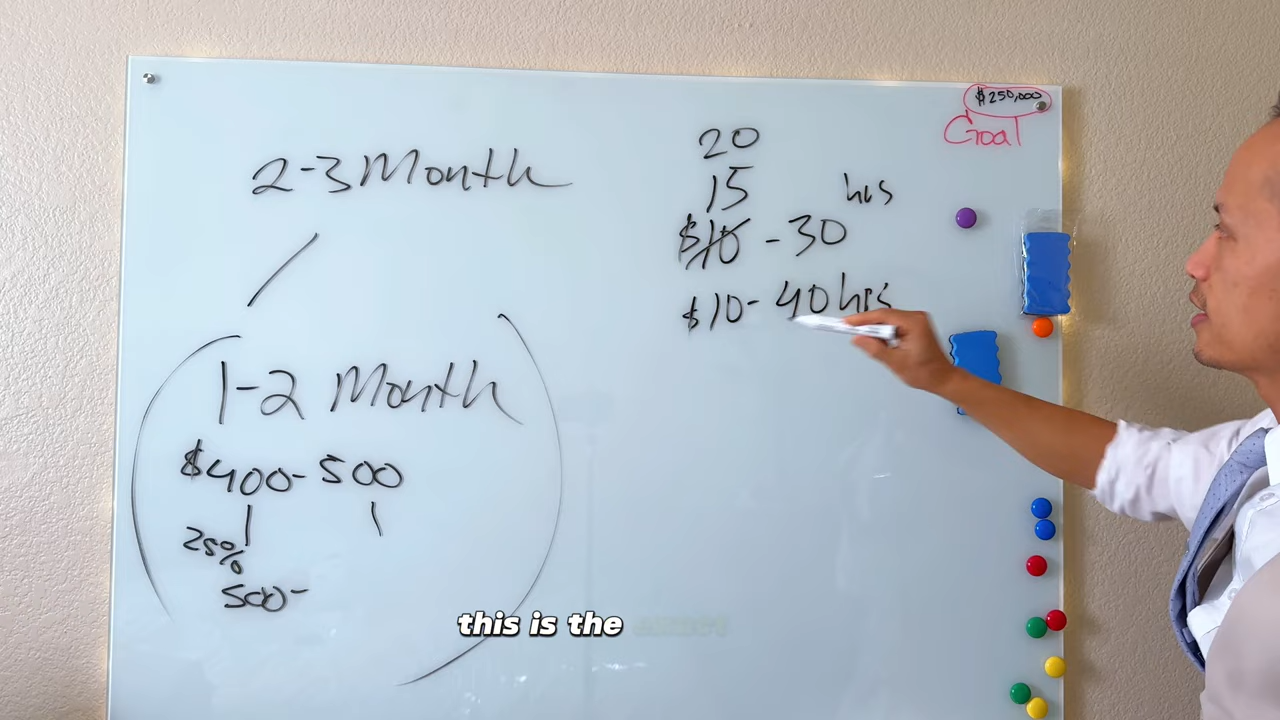 $250,000
Goal
2-3 Month
1-2 Month
$400-500
25%
500-
20
15
hrs
$10 - 30
$10- 40 hrs
this is the